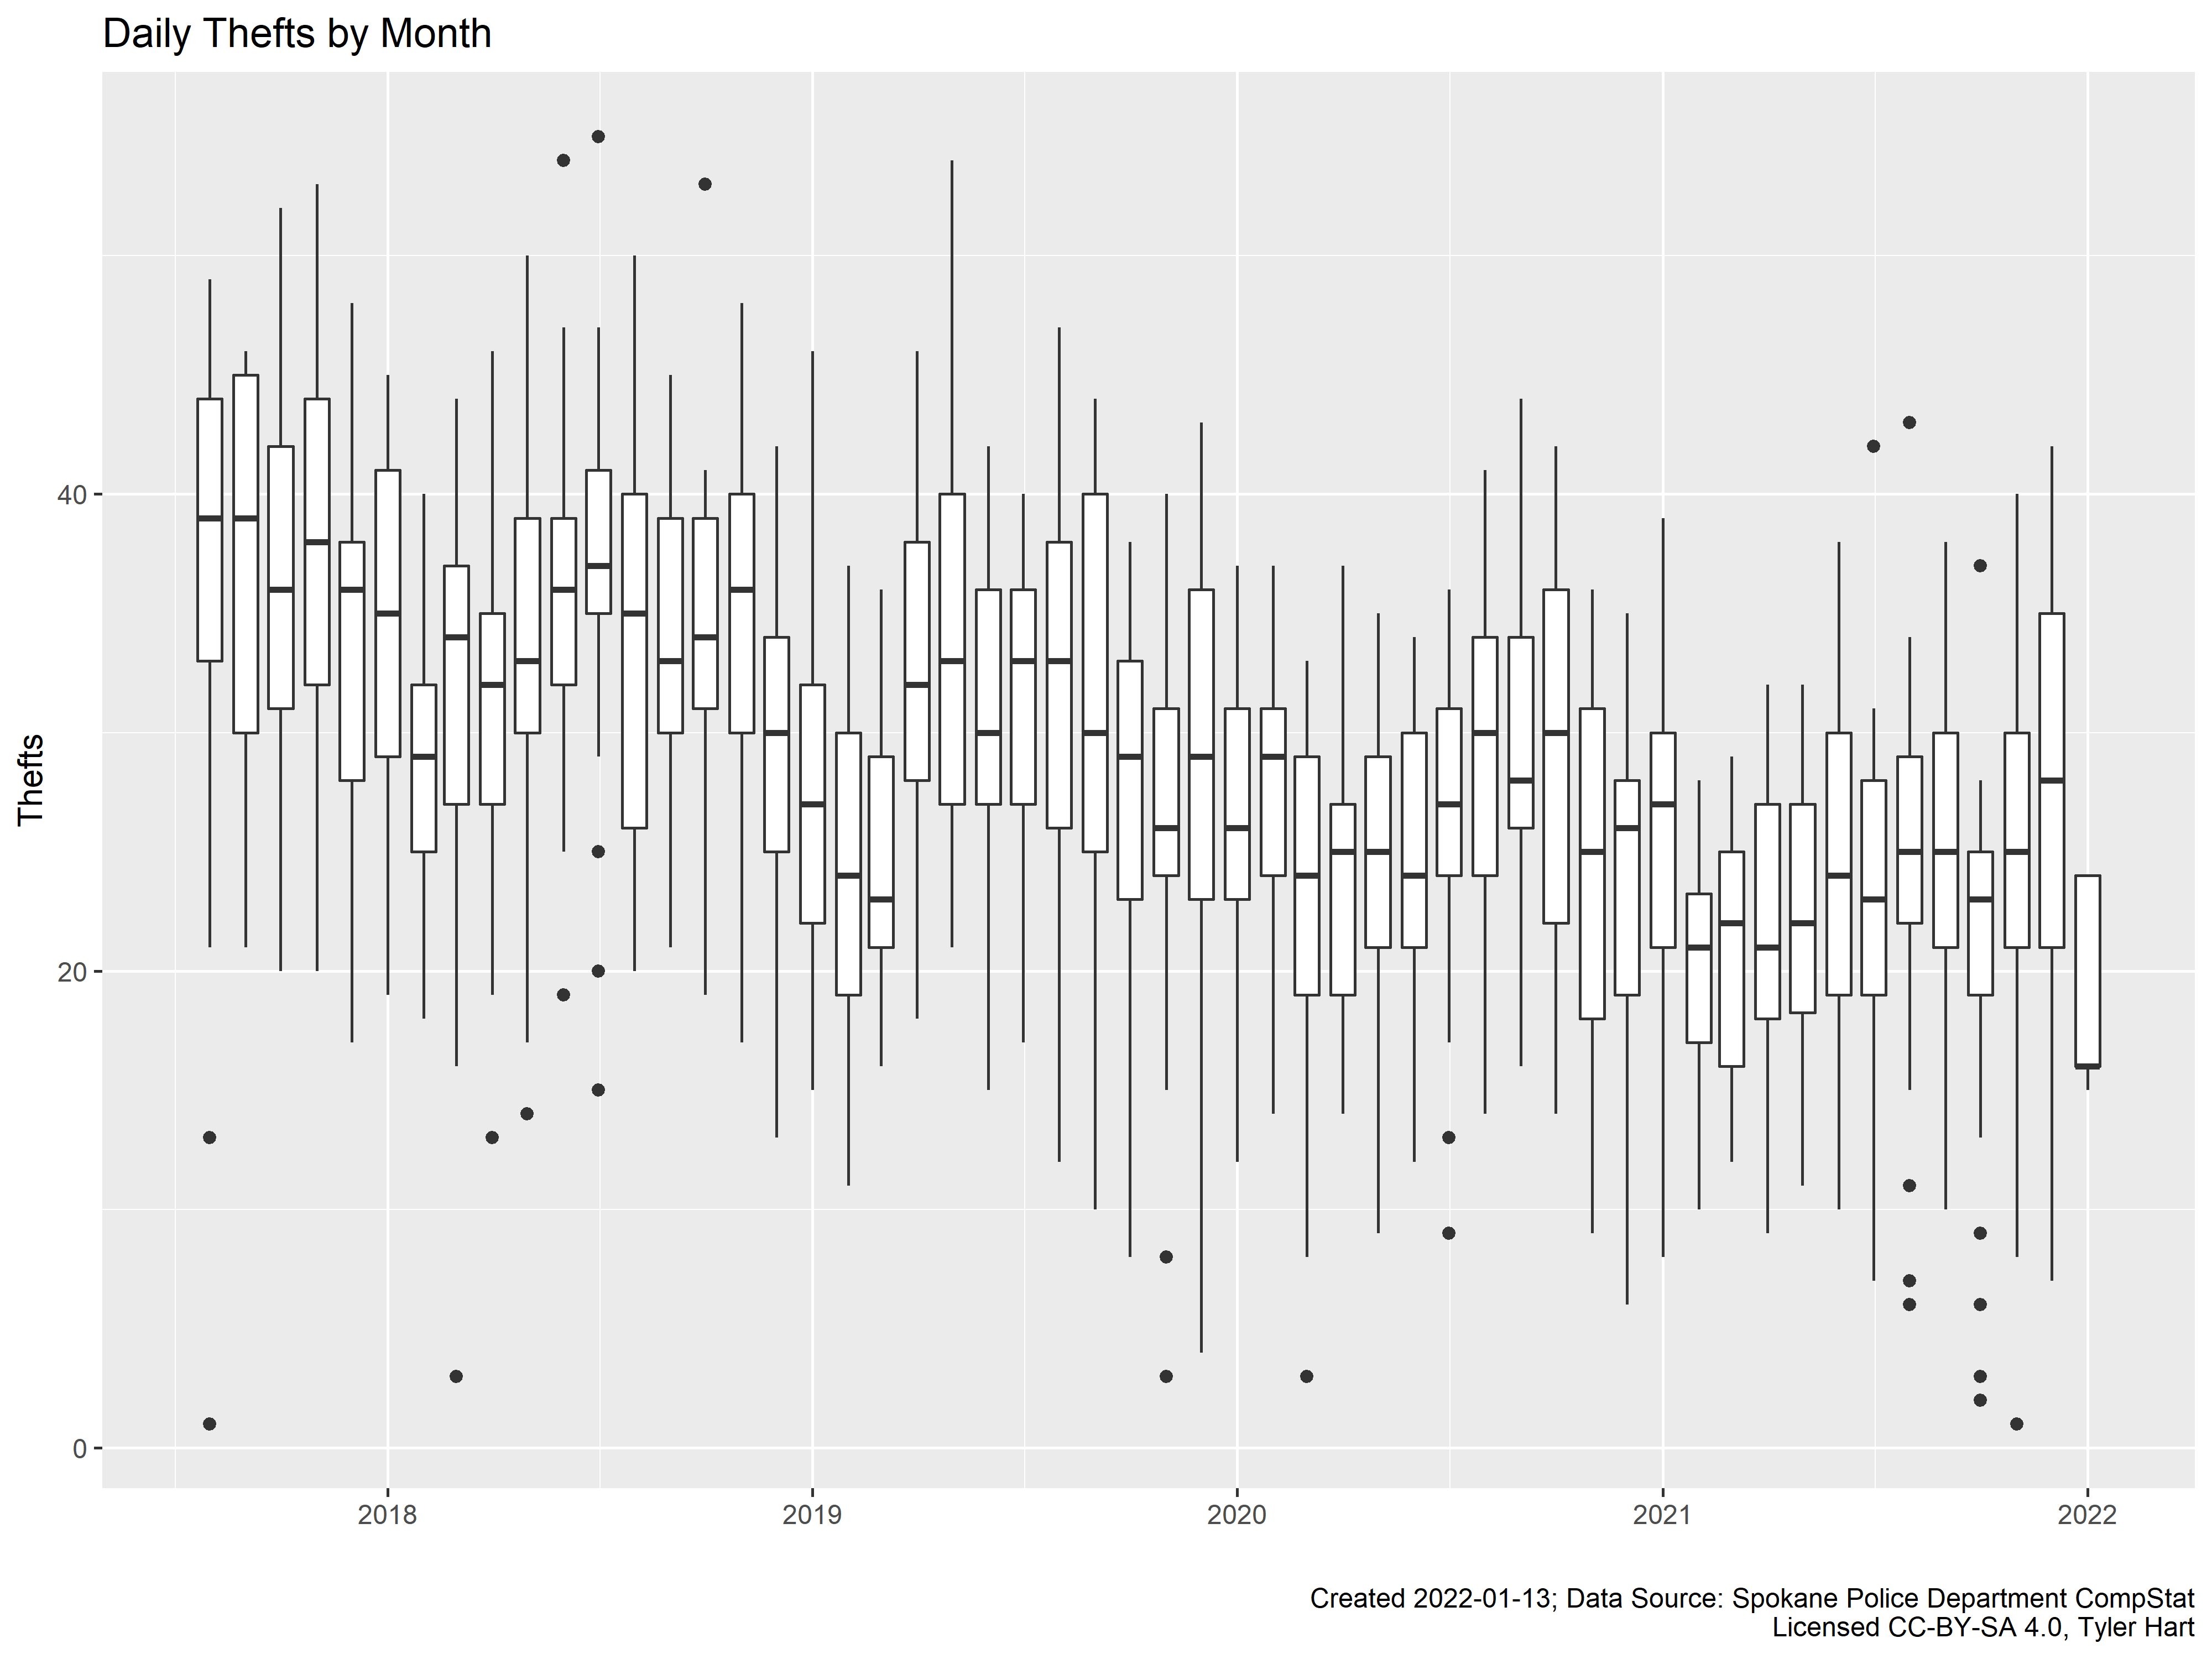 Daily Thefts by Month
Thefts
40
20
0
2018 2019 2020 2021 2022
Created 2022-01-13; Data Source: Spokane Police Department CompStat
Licensed CC-BY-SA 4.0, Tyler Hart